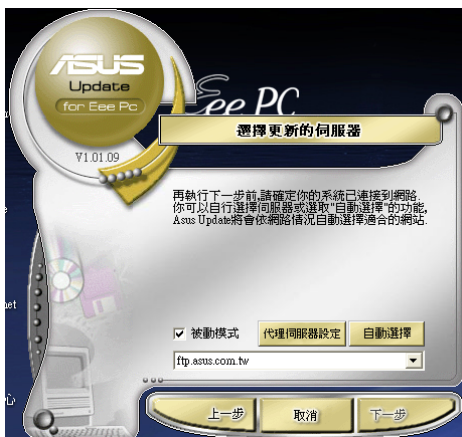 ASUS
Update
for Eee Pc
Eee PC
V1.01.09
選擇更新的伺服器
再執行下一步前,請確定你的系統已連接到網路.
你可以自行選擇伺服器或選取"自動選擇"的功能,
Asus Update將會依網路情況自動選擇適合的網站.
被動模式
代理伺服器設定
自動選擇
ftp.asus.com.tw
上一步
取消
下一步
net
心